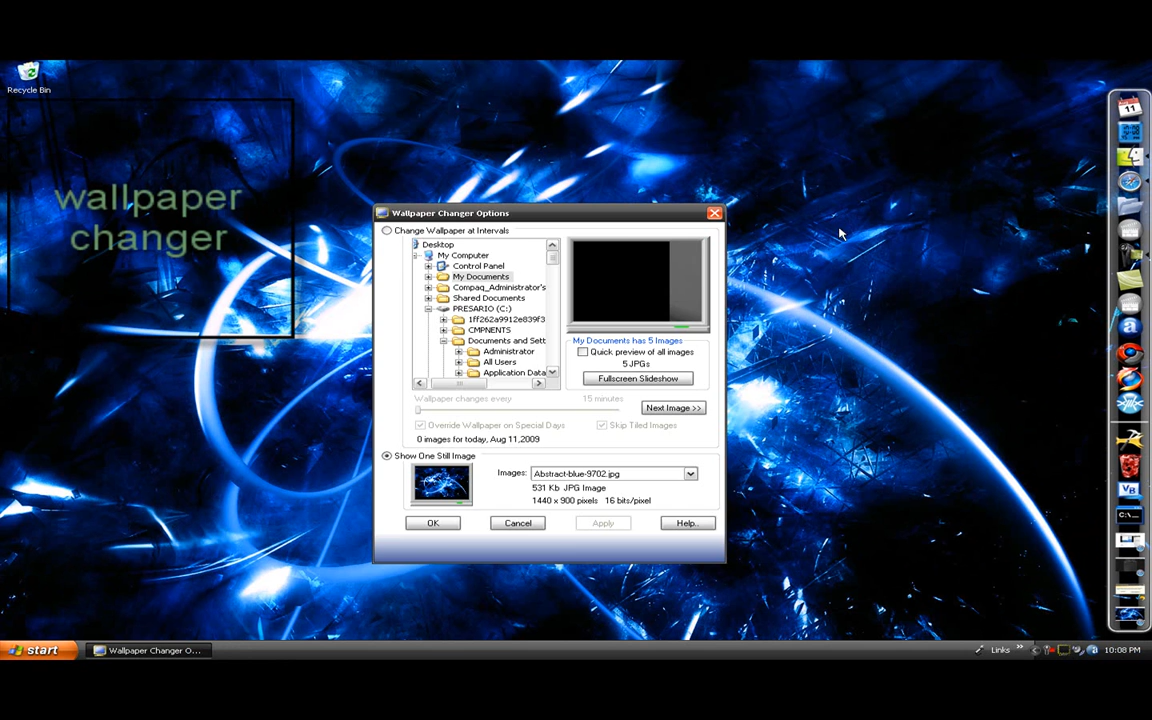 Recycle Bin
wallpaper
changer
Wallpaper Changer Options
Change Wallpaper at Intervals
Desktop
My Computer
Control Panel
My Documents
Compaq_Administrator's
Shared Documents
PRESARIO (C:)
1ff262a9912e839f3
CMPNENTS
Documents and Sett
Administrator
All Users
Application Data
My Documents has 5 Images
Quick preview of all images
5 JPGs
Fullscreen Slideshow
Wallpaper changes every 15 minutes
Next Image >>
Override Wallpaper on Special Days Skip Tiled Images
0 images for today, Aug 11,2009
Show One Still Image
Images: Abstract-blue-9702.jpg
531 Kb JPG Image
1440 x 900 pixels 16 bits/pixel
OK Cancel Apply Help..
11
VB
C:\
start Wallpaper Changer O... Links » 10:08 PM